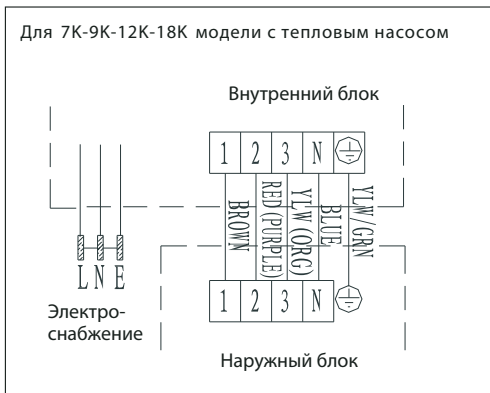 Для 7K-9K-12K-18K модели с тепловым насосом
Внутренний блок
1 2 3 N
BROWN
RED(PURPLE)
YLW(ORG)
BLUE
YLW/GRN
L N E
Электро-
снабжение
1 2 3 N
Наружный блок